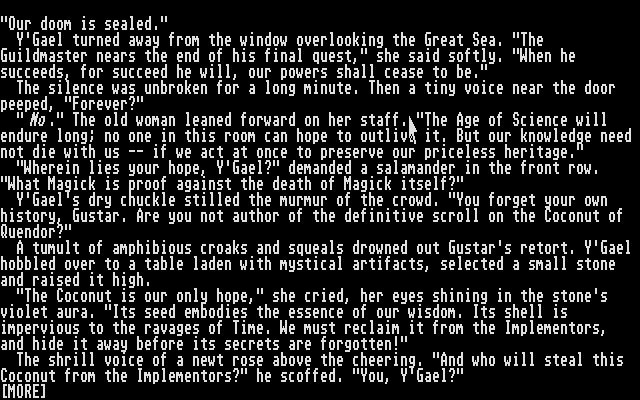 "Our doom is sealed."
Y'Gael turned away from the window overlooking the Great Sea. "The
Guildmaster nears the end of his final quest," she said softly. "When he
succeeds, for succeed he will, our powers shall cease to be."
The silence was unbroken for a long minute. Then a tiny voice near the door
peeped, "Forever?"
"No." The old woman leaned forward on her staff. "The Age of Science will
endure long; no one in this room can hope to outlive it. But our knowledge need
not die with us -- if we act at once to preserve our priceless heritage."
"Wherein lies your hope, Y'Gael?" demanded a salamander in the front row.
"What Magick is proof against the death of Magick itself?"
Y'Gael's dry chuckle stilled the murmur of the crowd. "You forget your own
history, Gustar. Are you not author of the definitive scroll on the Coconut of
Quendor?"
A tumult of amphibious croaks and squeals drowned out Gustar's retort. Y'Gael
hobbled over to a table laden with mystical artifacts, selected a small stone
and raised it high.
"The Coconut is our only hope," she cried, her eyes shining in the stone's
violet aura. "Its seed embodies the essence of our wisdom. Its shell is
impervious to the ravages of Time. We must reclaim it from the Implementors,
and hide it away before its secrets are forgotten!"
The shrill voice of a newt rose above the cheering. "And who will steal this
Coconut from the Implementors?" he scoffed. "You, Y'Gael?"
[MORE]